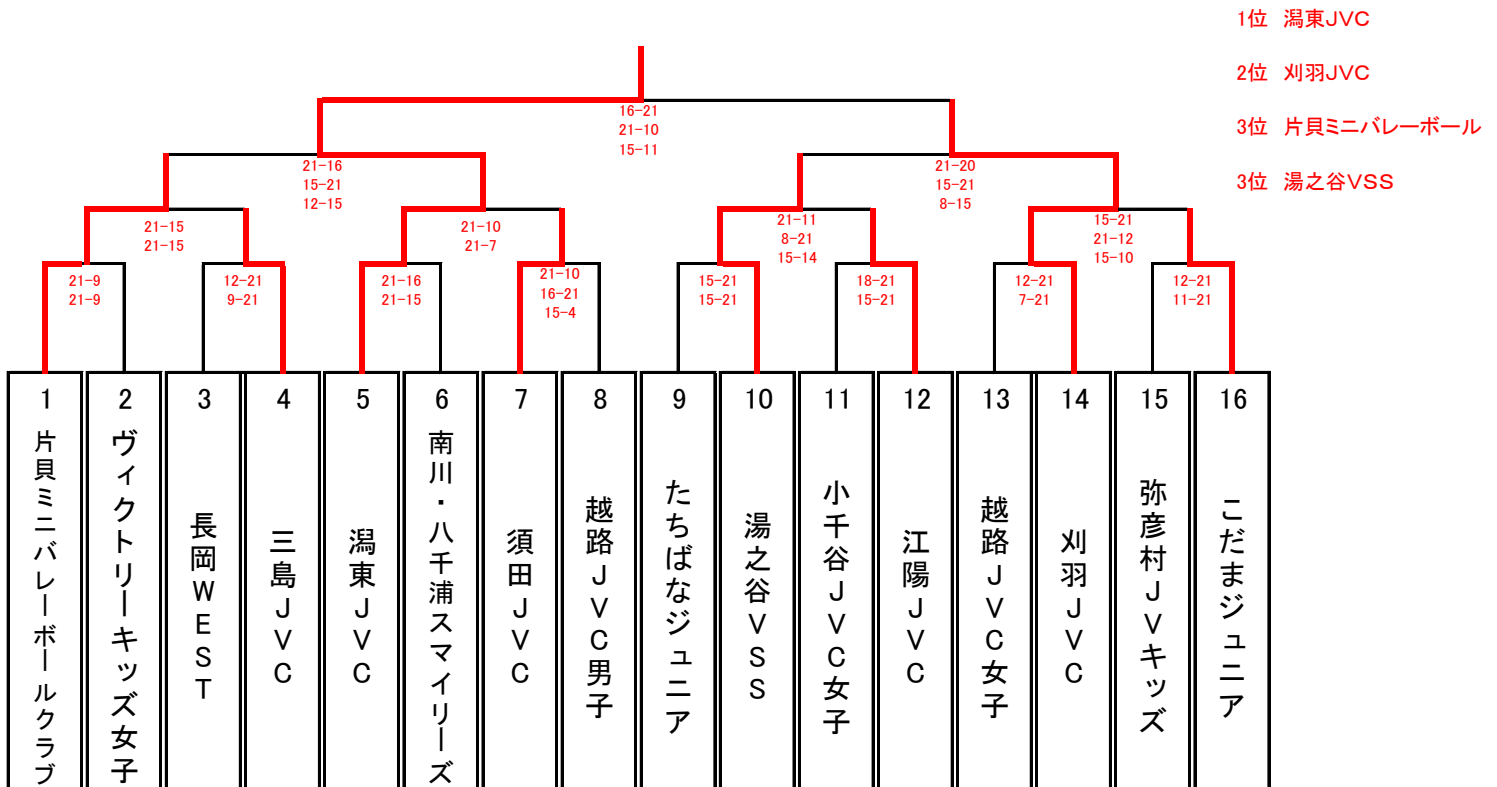 1位 潟東JVC
2位 刈羽JVC
3位 片貝ミニバレーボール
3位 湯之谷VSS
16-21
21-10
15-11
21-16
15-21
12-15
21-20
15-21
8-15
21-15
21-15
21-10
21-7
21-11
8-21
15-14
15-21
21-12
15-10
21-9
21-9
12-21
9-21
21-16
21-15
21-10
16-21
15-4
15-21
15-21
18-21
15-21
12-21
7-21
12-21
11-21
1
片貝ミニバレーボールクラブ
2
ヴィクトリーキッズ女子
3
長岡WEST
4
三島JVC
5
潟東JVC
6
南川・八千浦スマイリーズ
7
須田JVC
8
越路JVC男子
9
たちばなジュニア
10
湯之谷VSS
11
小千谷JVC女子
12
江陽JVC
13
越路JVC女子
14
刈羽JVC
15
弥彦村JVキッズ
16
こだまジュニア